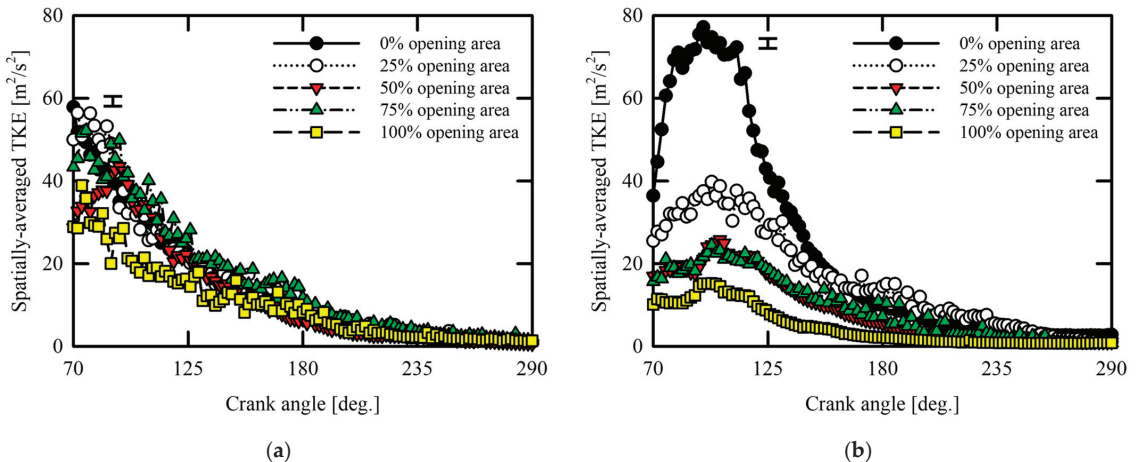 80
60
40
20
0
Spatially-averaged TKE [m²/s²]
0% opening area
25% opening area
50% opening area
75% opening area
100% opening area
70 125 180 235 290
Crank angle [deg.]
(a)
80
60
40
20
0
Spatially-averaged TKE [m²/s²]
0% opening area
25% opening area
50% opening area
75% opening area
100% opening area
70 125 180 235 290
Crank angle [deg.]
(b)